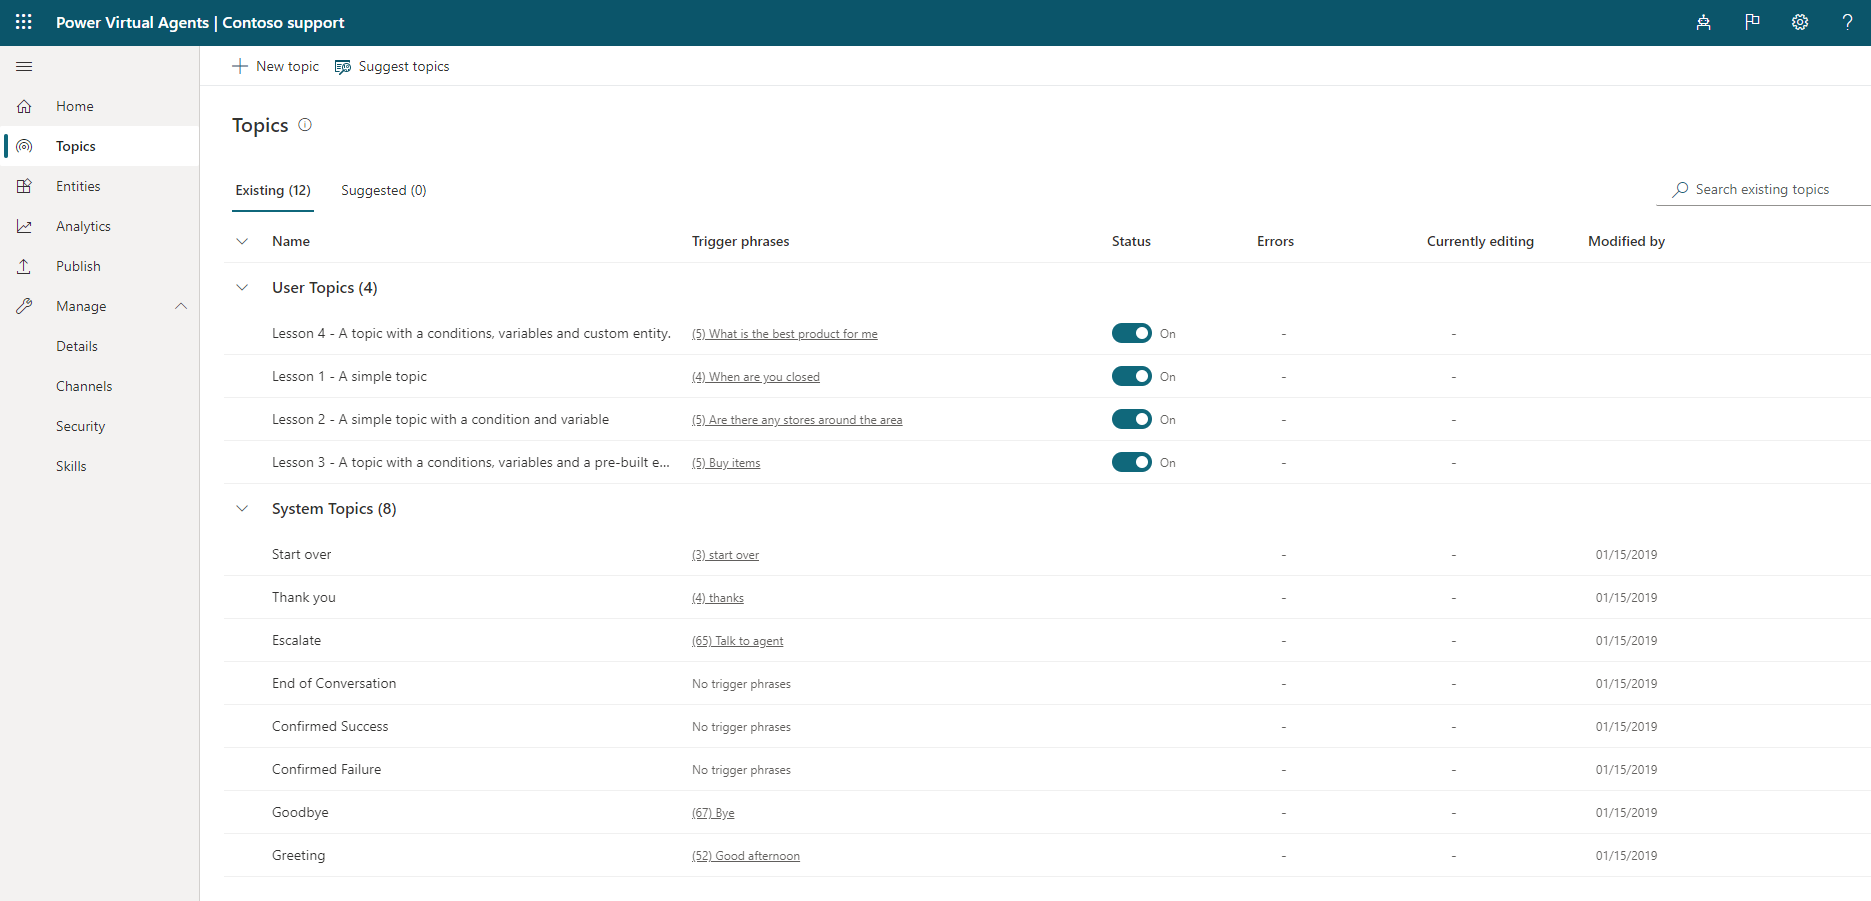 Power Virtual Agents | Contoso support
New topic Suggest topics
Home
Topics
Entities
Analytics
Publish
Manage
Details
Channels
Security
Skills
Topics
Existing (12) Suggested (0) Search existing topics
Name Trigger phrases Status Errors Currently editing Modified by
User Topics (4)
Lesson 4 - A topic with a conditions, variables and custom entity. (5) What is the best product for me On - -
Lesson 1 - A simple topic (4) When are you closed On - -
Lesson 2 - A simple topic with a condition and variable (5) Are there any stores around the area On - -
Lesson 3 - A topic with a conditions, variables and a pre-built e... (5) Buy items On - -
System Topics (8)
Start over (3) start over - - 01/15/2019
Thank you (4) thanks - - 01/15/2019
Escalate (65) Talk to agent - - 01/15/2019
End of Conversation No trigger phrases - - 01/15/2019
Confirmed Success No trigger phrases - - 01/15/2019
Confirmed Failure No trigger phrases - - 01/15/2019
Goodbye (67) Bye - - 01/15/2019
Greeting (52) Good afternoon - - 01/15/2019